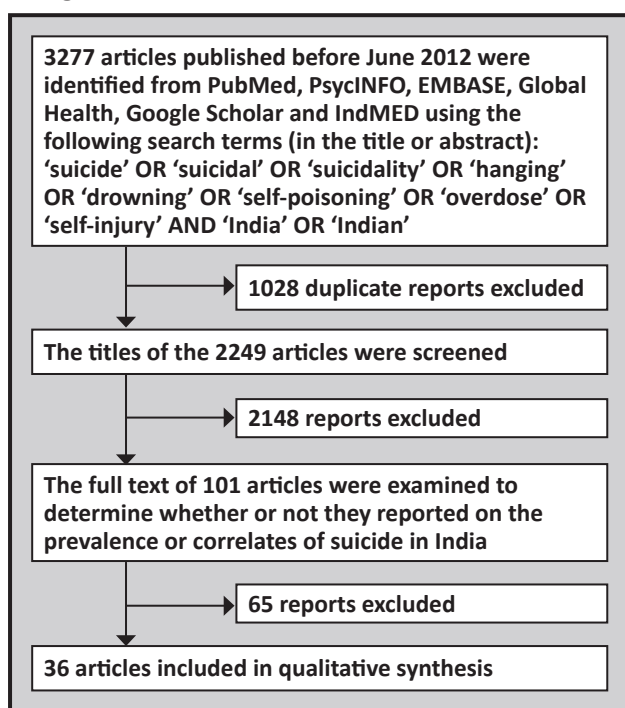 3277 articles published before June 2012 were
identified from PubMed, PsycINFO, EMBASE, Global
Health, Google Scholar and IndMED using the
following search terms (in the title or abstract):
‘suicide’ OR ‘suicidal’ OR ‘suicidality’ OR ‘hanging’
OR ‘drowning’ OR ‘self-poisoning’ OR ‘overdose’ OR
‘self-injury’ AND ‘India’ OR ‘Indian’
1028 duplicate reports excluded
The titles of the 2249 articles were screened
2148 reports excluded
The full text of 101 articles were examined to
determine whether or not they reported on the
prevalence or correlates of suicide in India
65 reports excluded
36 articles included in qualitative synthesis